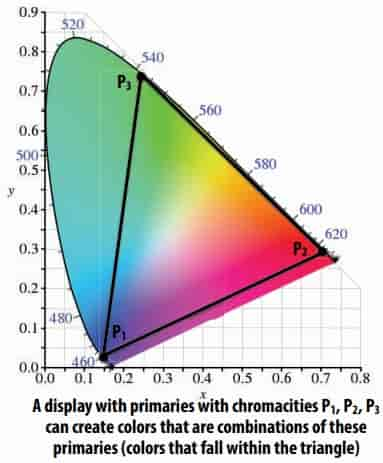 0.9
520
0.8
540
P3
0.7
560
0.6
580
500
0.5
y
0.4
600
620
0.3
P2
0.2
480
0.1
P1
460
0.0
0.0 0.1 0.2 0.3 0.4 0.5 0.6 0.7 0.8
x
A display with primaries with chromacities P1, P2, P3
can create colors that are combinations of these
primaries (colors that fall within the triangle)